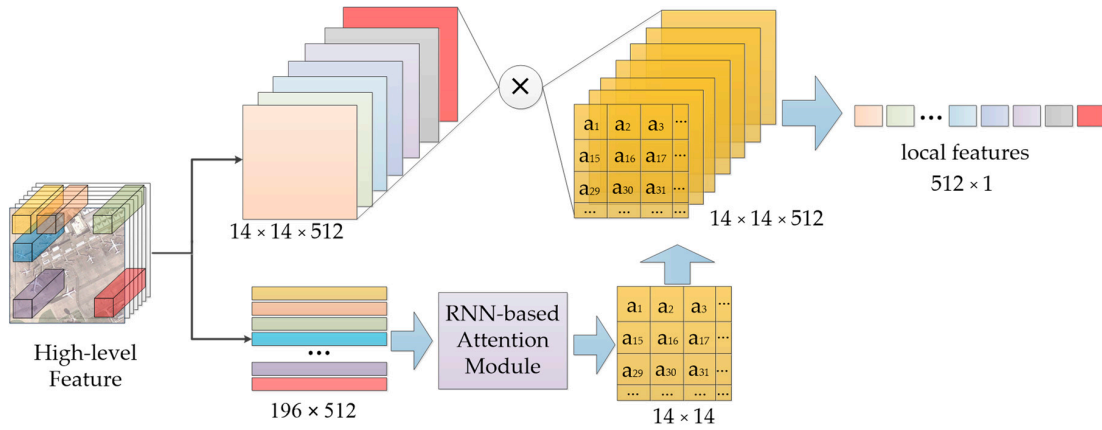 ×
a1 a2 a3 ...
a15 a16 a17 ...
a29 a30 a31 ...
... ... ... ...
14 × 14 × 512
14 × 14 × 512
...
local features
512 × 1
High-level
Feature
...
196 × 512
RNN-based
Attention
Module
a1 a2 a3 ...
a15 a16 a17 ...
a29 a30 a31 ...
... ... ... ...
14 × 14